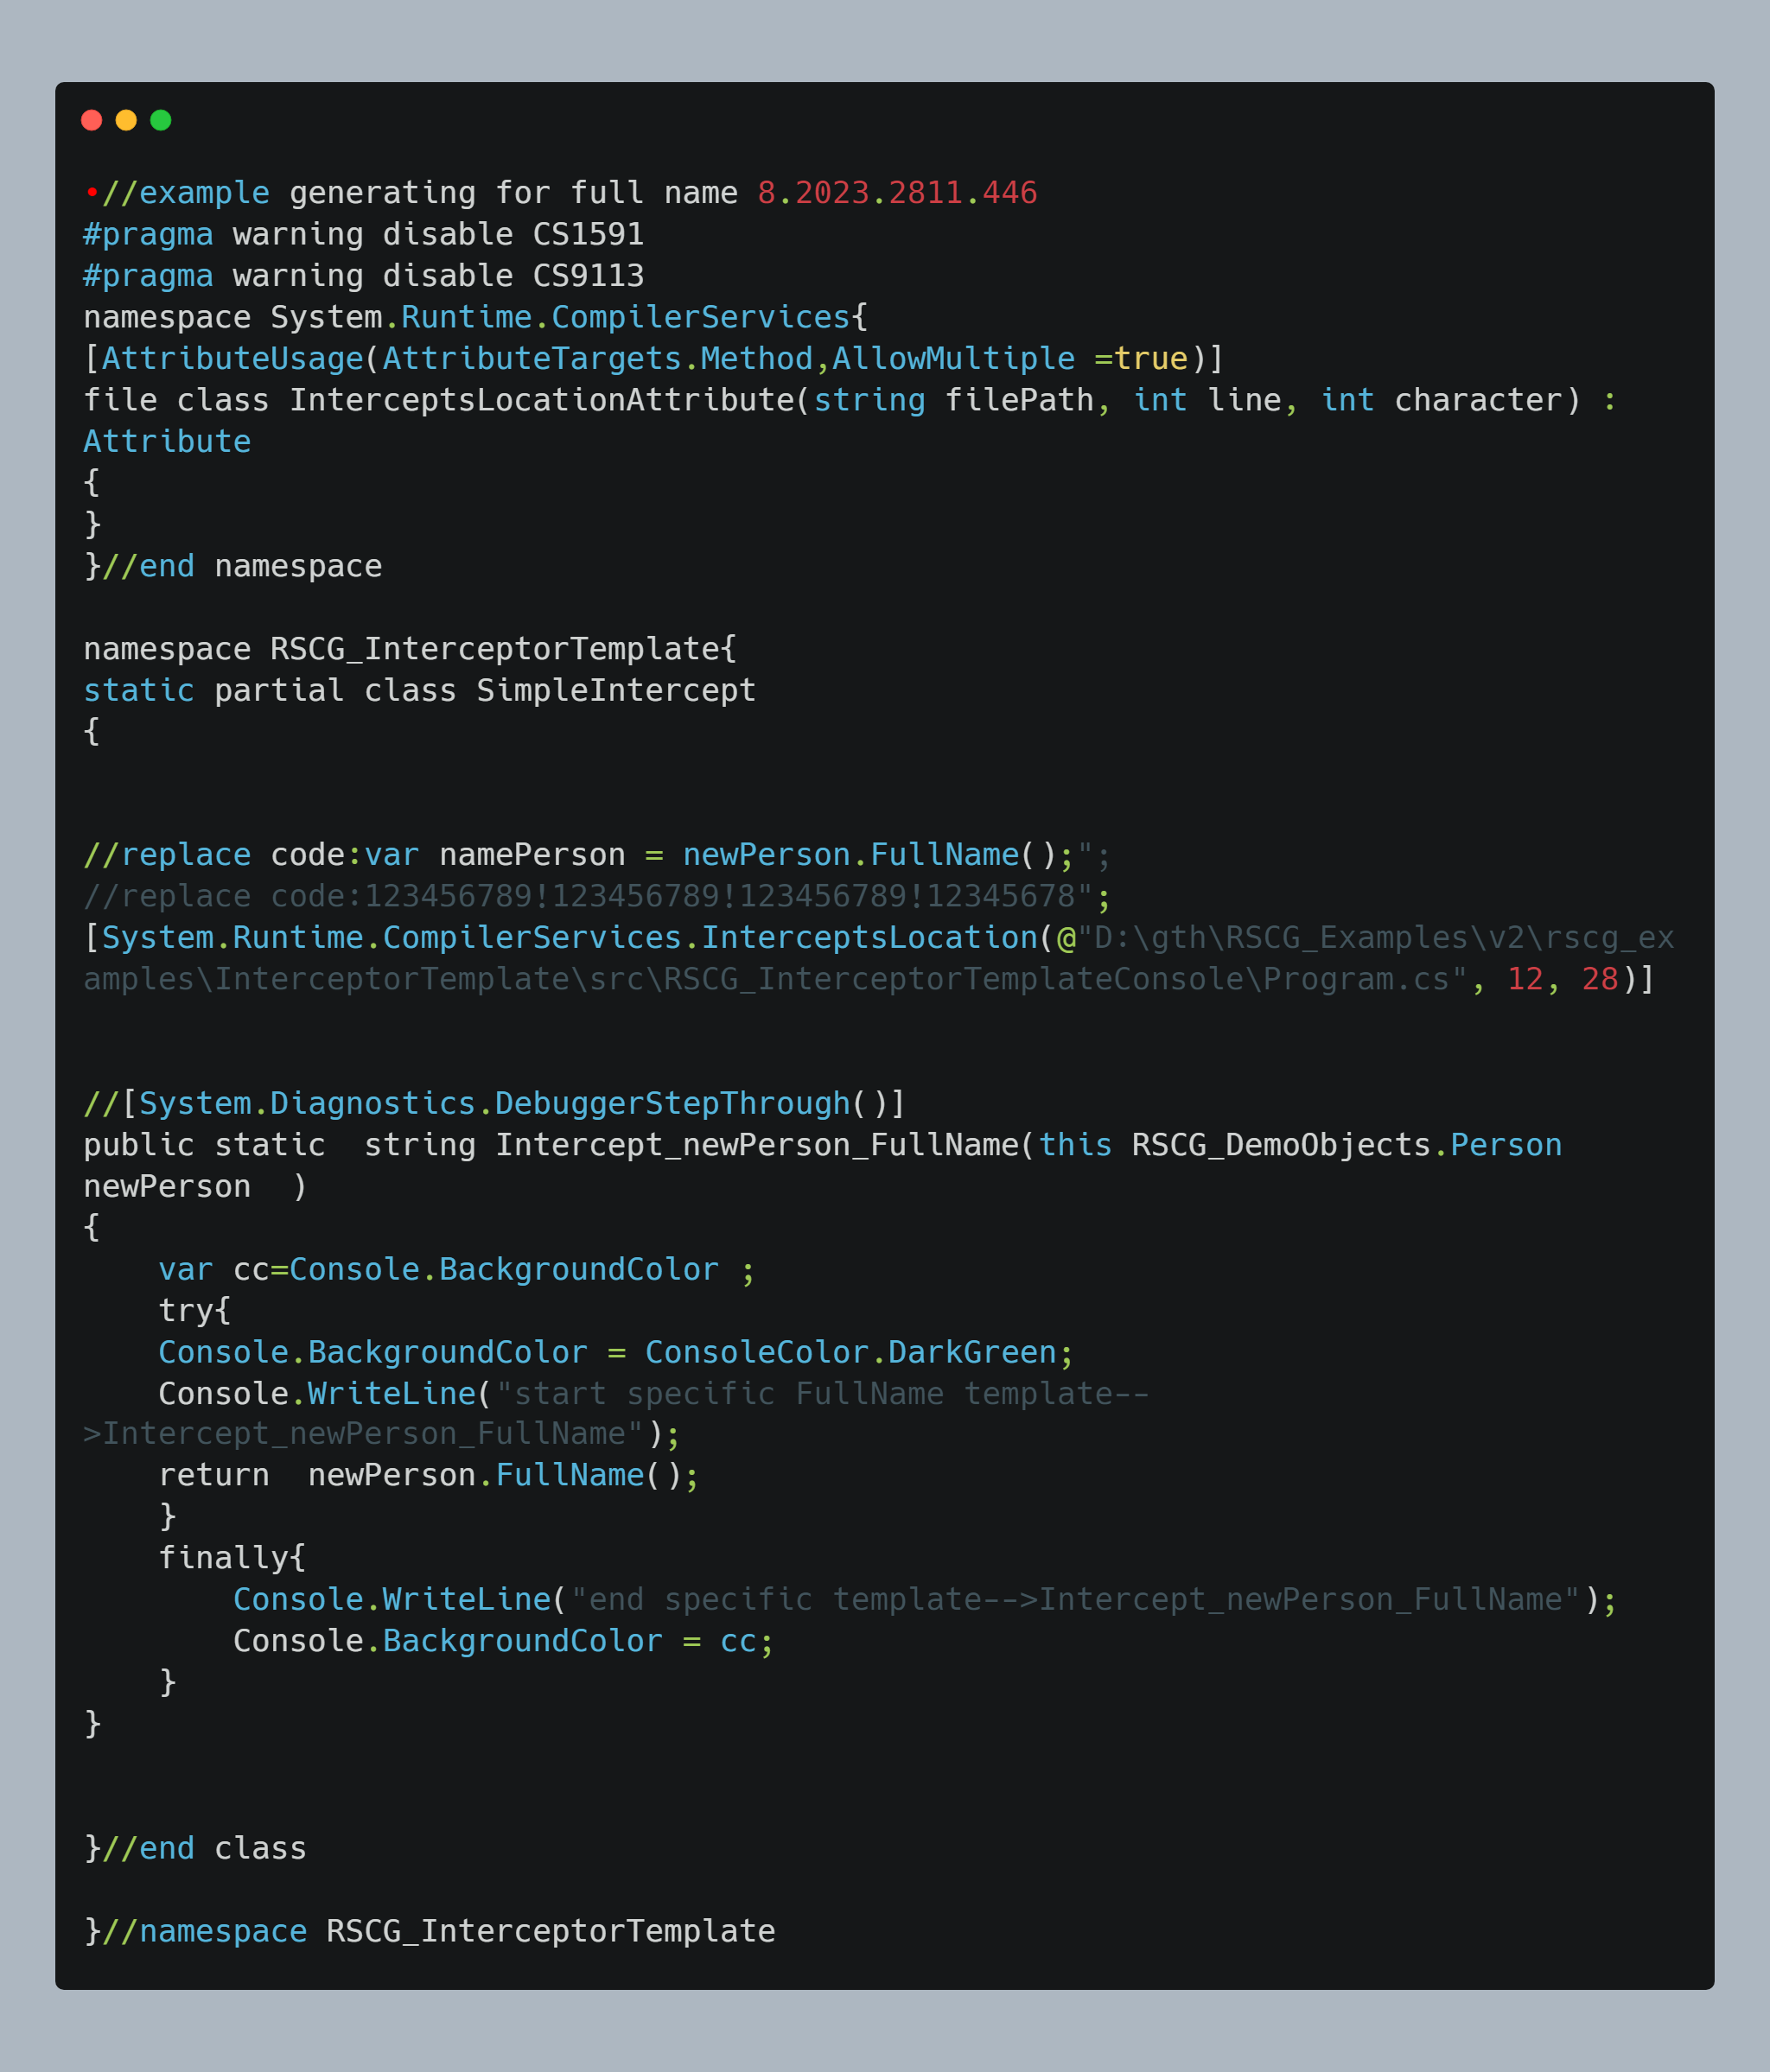 •//example generating for full name 8.2023.2811.446
#pragma warning disable CS1591
#pragma warning disable CS9113
namespace System.Runtime.CompilerServices{
[AttributeUsage(AttributeTargets.Method,AllowMultiple =true)]
file class InterceptsLocationAttribute(string filePath, int line, int character) :
Attribute
{
}
}//end namespace

namespace RSCG_InterceptorTemplate{
static partial class SimpleIntercept
{

//replace code:var namePerson = newPerson.FullName();";
//replace code:123456789!123456789!123456789!12345678";
[System.Runtime.CompilerServices.InterceptsLocation(@"D:\gth\RSCG_Examples\v2\rscg_ex
amples\InterceptorTemplate\src\RSCG_InterceptorTemplateConsole\Program.cs", 12, 28)]

//[System.Diagnostics.DebuggerStepThrough()]
public static  string Intercept_newPerson_FullName(this RSCG_DemoObjects.Person
newPerson  )
{
    var cc=Console.BackgroundColor ;
    try{
    Console.BackgroundColor = ConsoleColor.DarkGreen;
    Console.WriteLine("start specific FullName template--
>Intercept_newPerson_FullName");
    return  newPerson.FullName();
    }
    finally{
        Console.WriteLine("end specific template-->Intercept_newPerson_FullName");
        Console.BackgroundColor = cc;
    }
}

}//end class

}//namespace RSCG_InterceptorTemplate